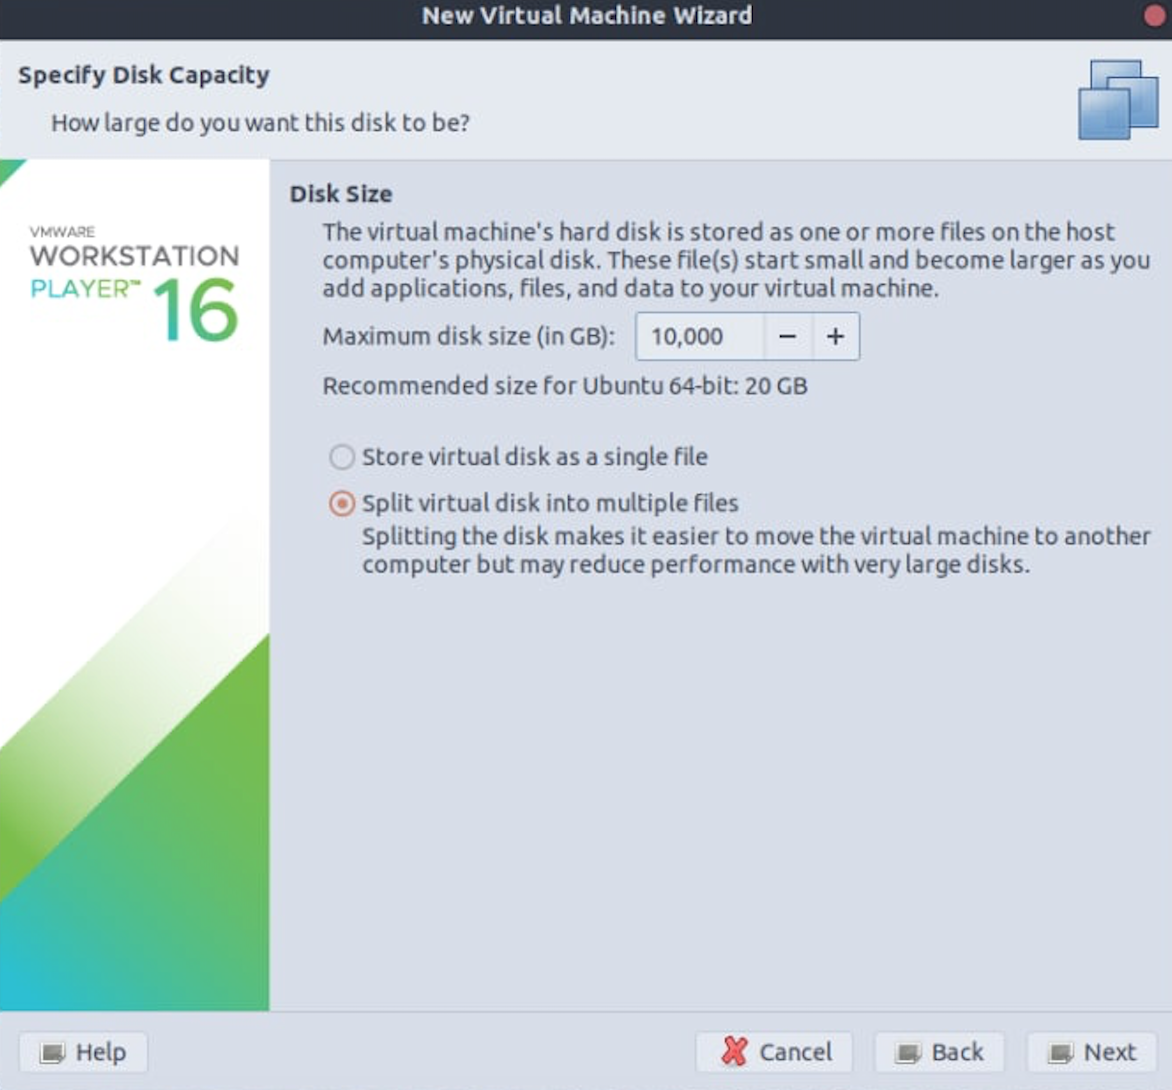 New Virtual Machine Wizard
Specify Disk Capacity
How large do you want this disk to be?
VMWARE
WORKSTATION
PLAYER™ 16
Disk Size
The virtual machine's hard disk is stored as one or more files on the host
computer's physical disk. These file(s) start small and become larger as you
add applications, files, and data to your virtual machine.
Maximum disk size (in GB): 10,000 − +
Recommended size for Ubuntu 64-bit: 20 GB
Store virtual disk as a single file
Split virtual disk into multiple files
Splitting the disk makes it easier to move the virtual machine to another
computer but may reduce performance with very large disks.
Help Cancel Back Next